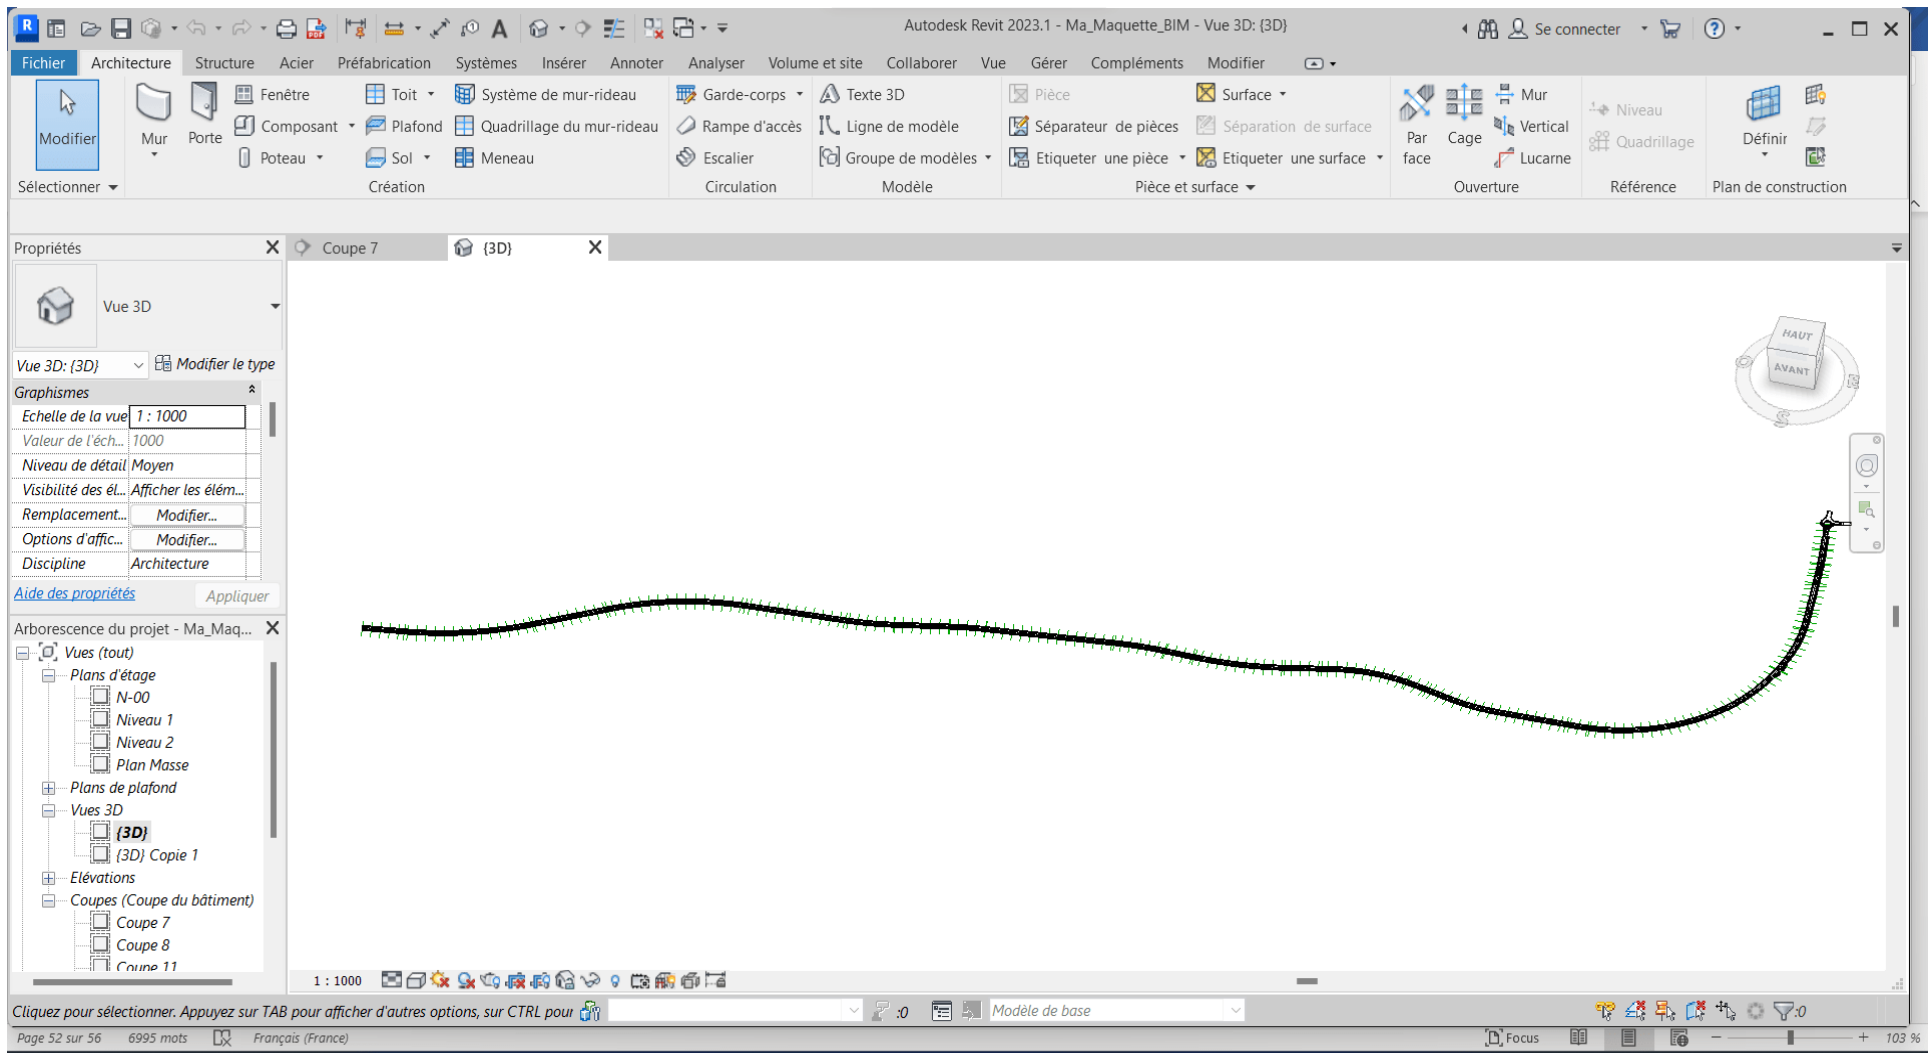 Autodesk Revit 2023.1 - Ma_Maquette_BIM - Vue 3D: {3D}
Se connecter
Fichier Architecture Structure Acier Préfabrication Systèmes Insérer Annoter Analyser Volume et site Collaborer Vue Gérer Compléments Modifier
Modifier
Sélectionner
Mur
Porte
Fenêtre
Composant
Poteau
Toit
Plafond
Sol
Système de mur-rideau
Quadrillage du mur-rideau
Meneau
Création
Garde-corps
Rampe d'accès
Escalier
Circulation
Texte 3D
Ligne de modèle
Groupe de modèles
Modèle
Pièce
Séparateur de pièces
Etiqueter une pièce
Surface
Séparation de surface
Etiqueter une surface
Pièce et surface
Par face
Cage
Mur
Vertical
Lucarne
Ouverture
Niveau
Quadrillage
Référence
Définir
Plan de construction
Propriétés
Coupe 7
{3D}
Vue 3D
Vue 3D: {3D}
Modifier le type
Graphismes
Echelle de la vue 1 : 1000
Valeur de l'éch... 1000
Niveau de détail Moyen
Visibilité des él... Afficher les élém...
Remplacement... Modifier...
Options d'affic... Modifier...
Discipline Architecture
Aide des propriétés
Appliquer
Arborescence du projet - Ma_Maq...
Vues (tout)
Plans d'étage
N-00
Niveau 1
Niveau 2
Plan Masse
Plans de plafond
Vues 3D
{3D}
{3D} Copie 1
Elévations
Coupes (Coupe du bâtiment)
Coupe 7
Coupe 8
Coupe 11
HAUT
AVANT
S
1 : 1000
Cliquez pour sélectionner. Appuyez sur TAB pour afficher d'autres options, sur CTRL pour
:0
Modèle de base
:0
Page 52 sur 56 6995 mots Français (France)
Focus
103 %